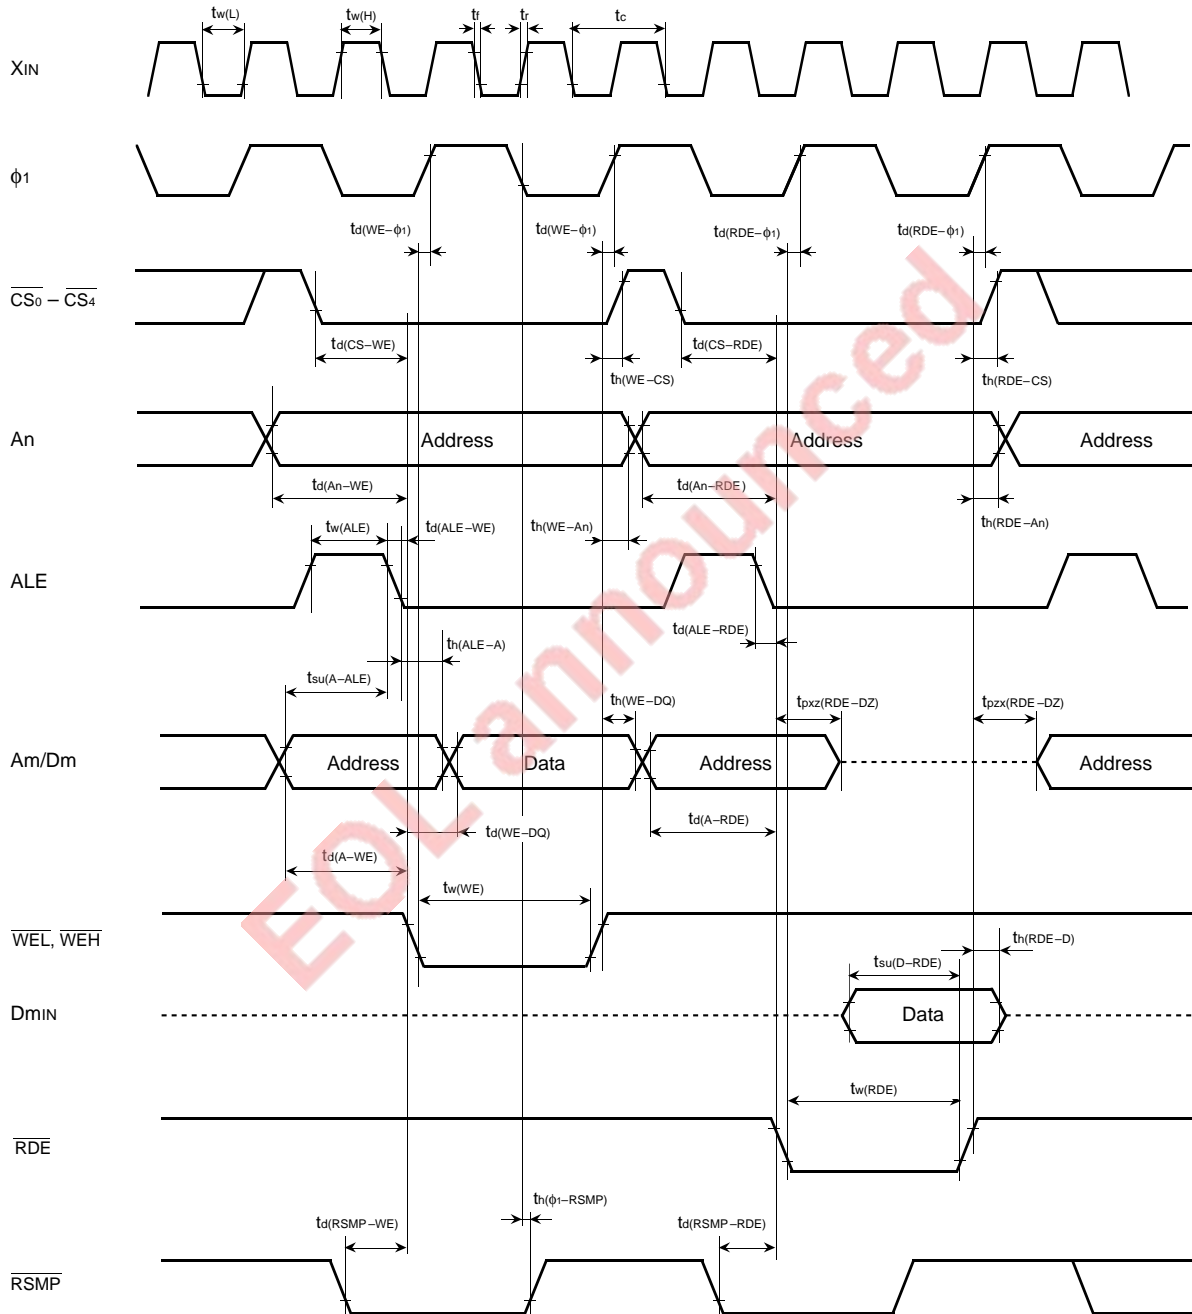 tw(L) tw(H) tf tr tc
XIN
ϕ1
td(WE–ϕ1) td(WE–ϕ1) td(RDE–ϕ1) td(RDE–ϕ1)
CS0 – CS4
td(CS–WE) td(CS–RDE)
th(WE–CS) th(RDE–CS)
An Address Address Address
td(An–WE) td(An–RDE)
tw(ALE) td(ALE–WE) th(WE–An) th(RDE–An)
ALE
td(ALE–RDE)
th(ALE–A)
tsu(A–ALE)
th(WE–DQ) tpxz(RDE–DZ) tpzx(RDE–DZ)
Am/Dm Address Data Address Address
td(WE–DQ) td(A–RDE)
td(A–WE)
tw(WE)
WEL, WEH
th(RDE–D)
tsu(D–RDE)
DmIN Data
tw(RDE)
RDE
th(ϕ1–RSMP)
td(RSMP–WE) td(RSMP–RDE)
RSMP
EOL announced